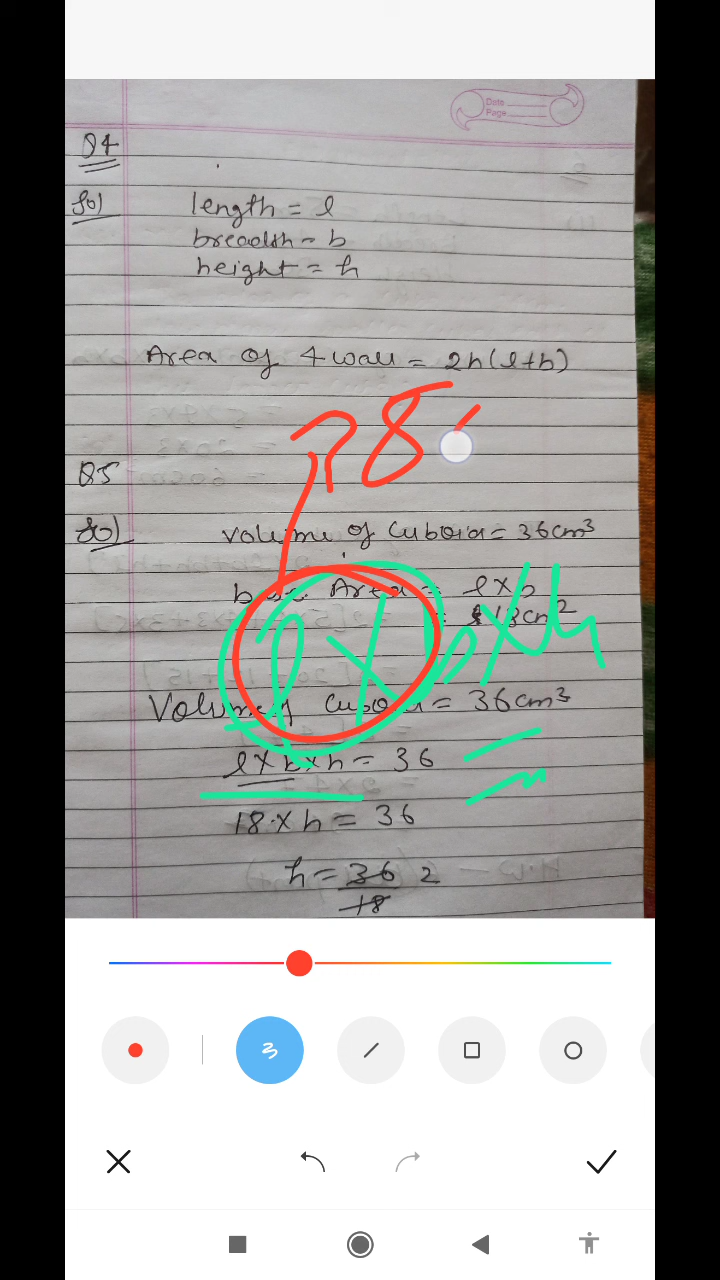 Date
Page
Q4
Sol
length = l
breadth = b
height = h
Area of 4 wall = 2h(l+b)
Q5
Sol
Volume of Cuboid = 36cm³
base Area = l×b
= 18cm²
l×b×h
Volume of Cuboid = 36cm³
l×b×h = 36
18×h = 36
h = 36 2
18